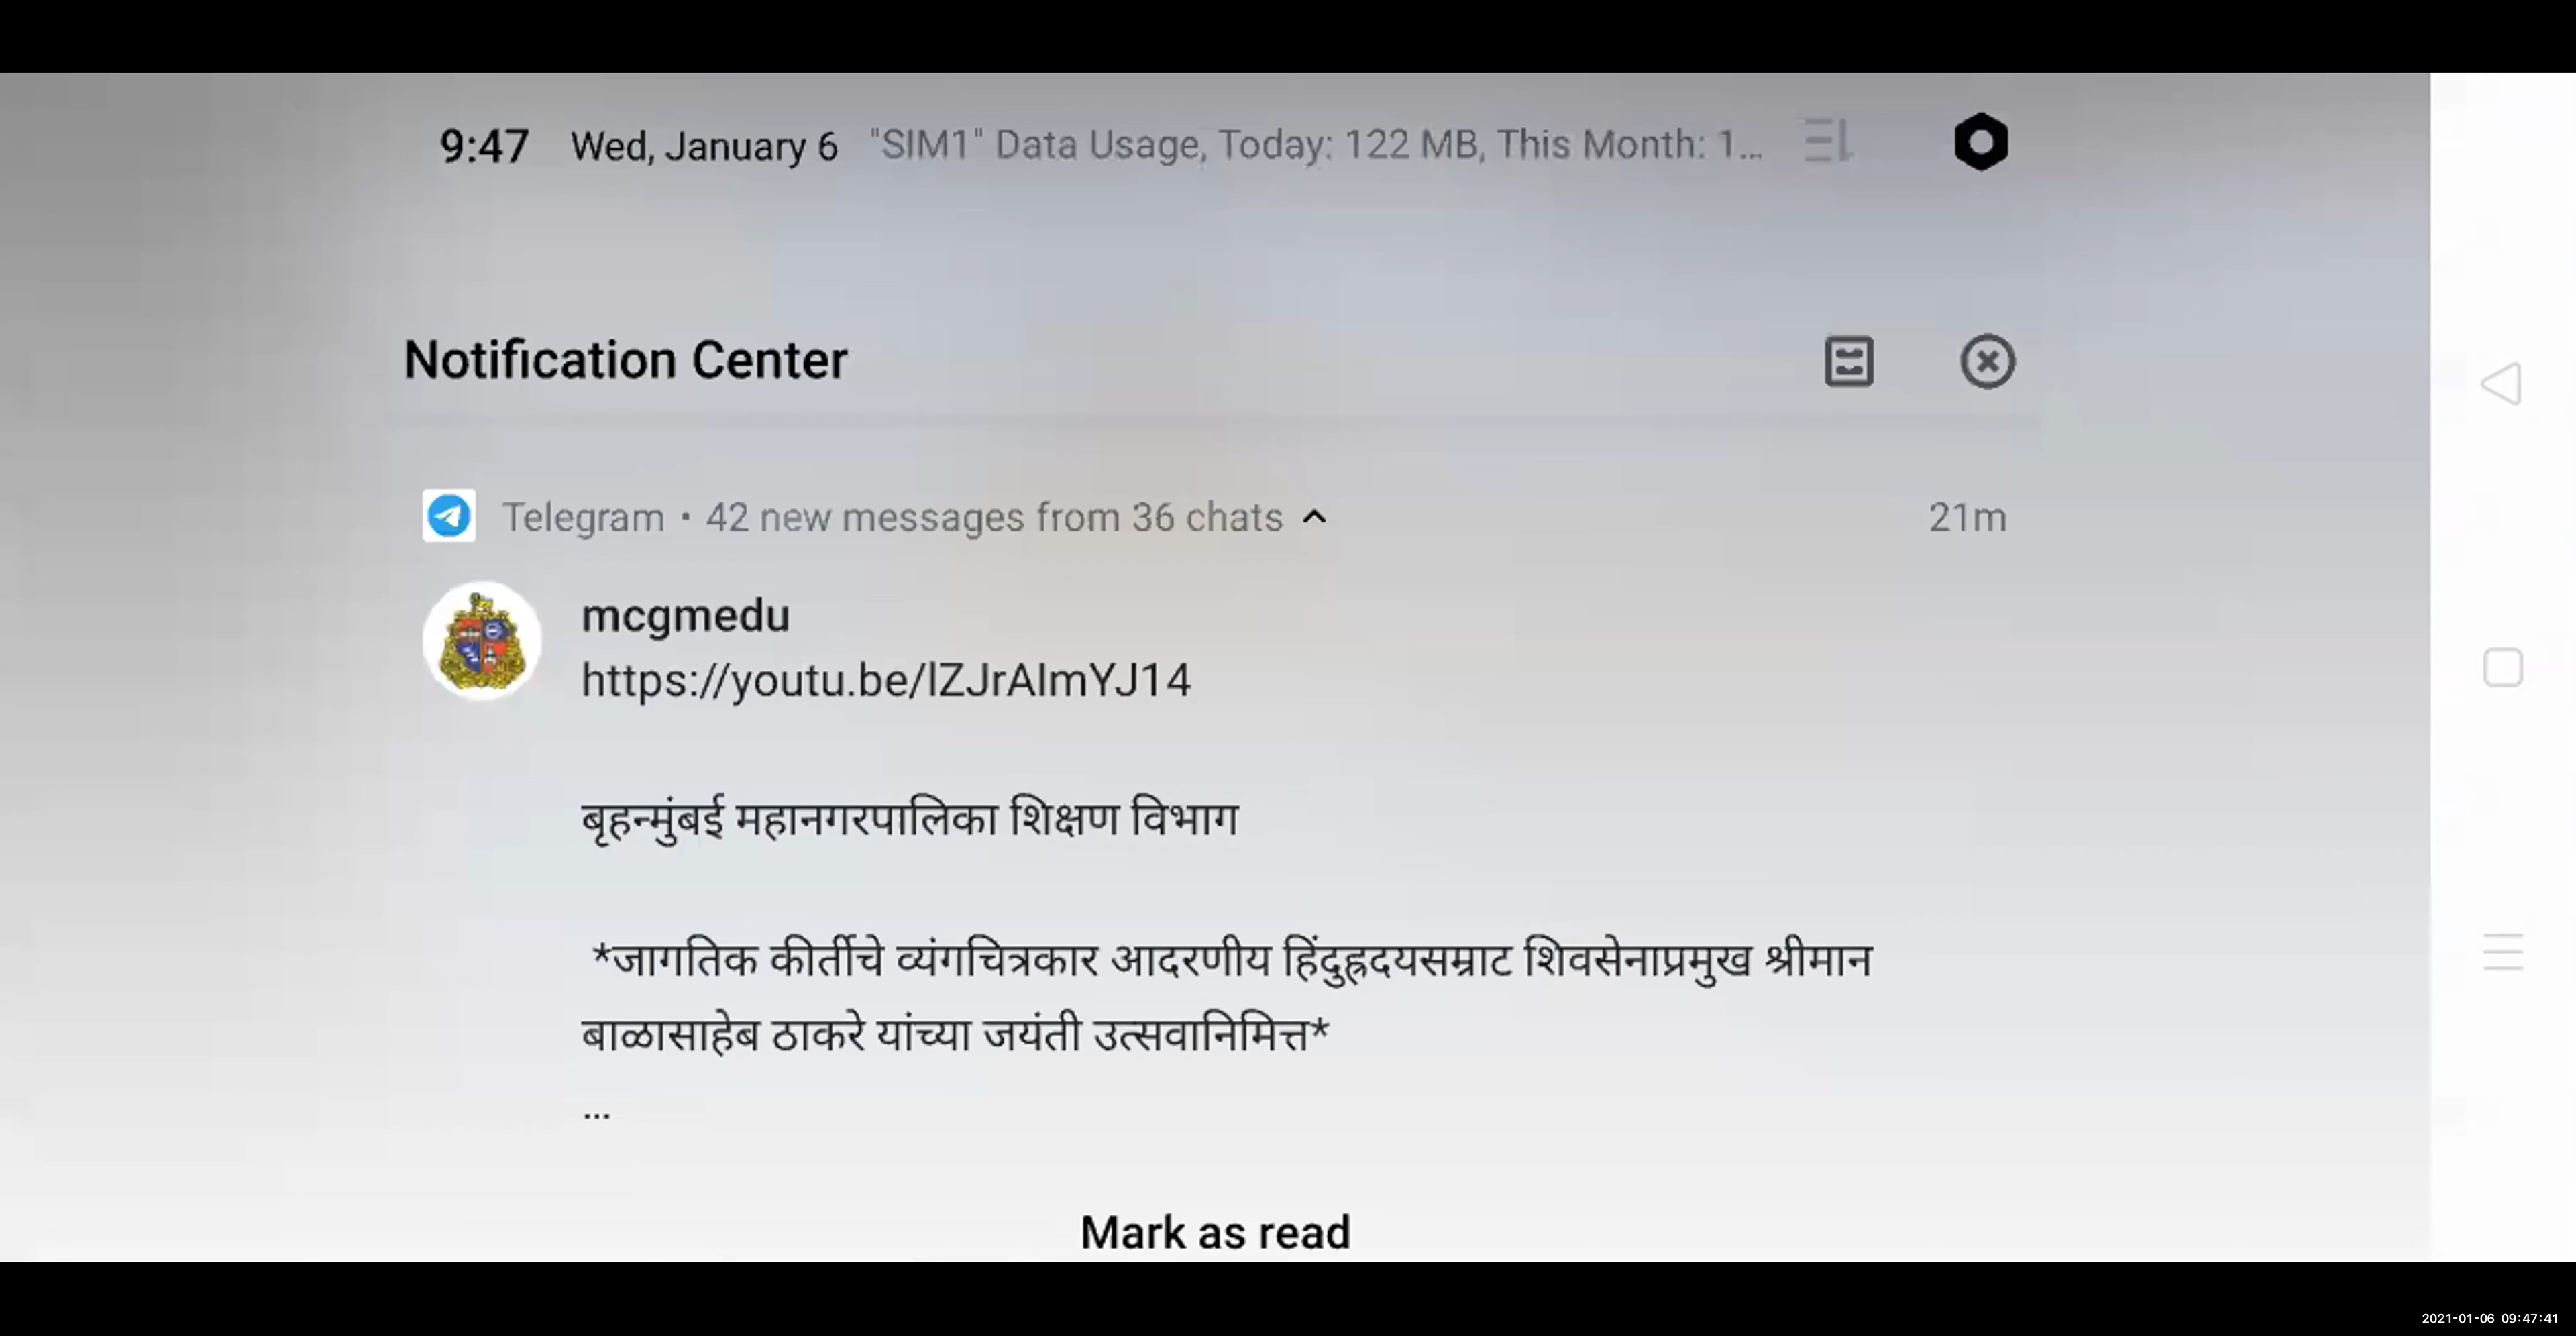 9:47 Wed, January 6 "SIM1" Data Usage, Today: 122 MB, This Month: 1...
Notification Center
Telegram • 42 new messages from 36 chats 21m
mcgmedu
https://youtu.be/lZJrAlmYJ14
बृहन्मुंबई महानगरपालिका शिक्षण विभाग
*जागतिक कीर्तीचे व्यंगचित्रकार आदरणीय हिंदुह्रदयसम्राट शिवसेनाप्रमुख श्रीमान
बाळासाहेब ठाकरे यांच्या जयंती उत्सवानिमित्त*
...
Mark as read
2021-01-06 09:47:41